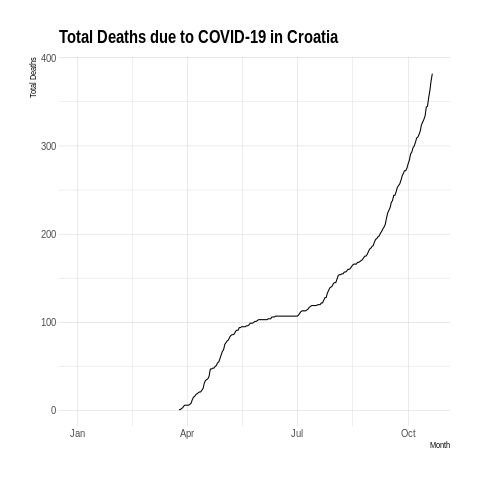 Total Deaths due to COVID-19 in Croatia
Total Deaths
400
300
200
100
0
Jan Apr Jul Oct
Month